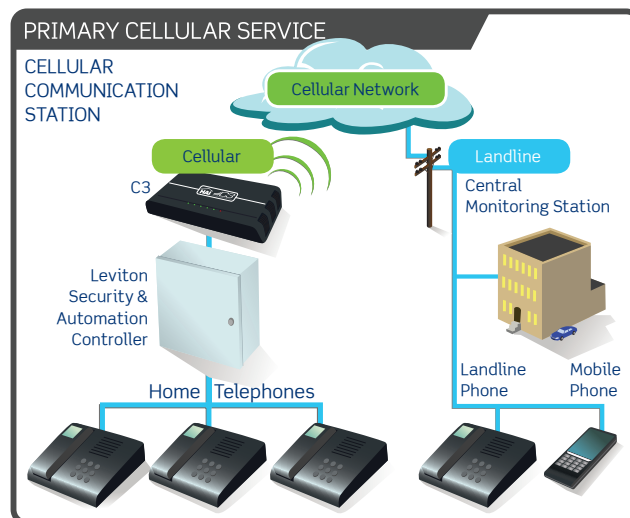 PRIMARY CELLULAR SERVICE
CELLULAR
COMMUNICATION
STATION
Cellular Network
Cellular
Landline
C3
HAI
Central
Monitoring Station
Leviton
Security &
Automation
Controller
Landline
Phone
Mobile
Phone
Home Telephones